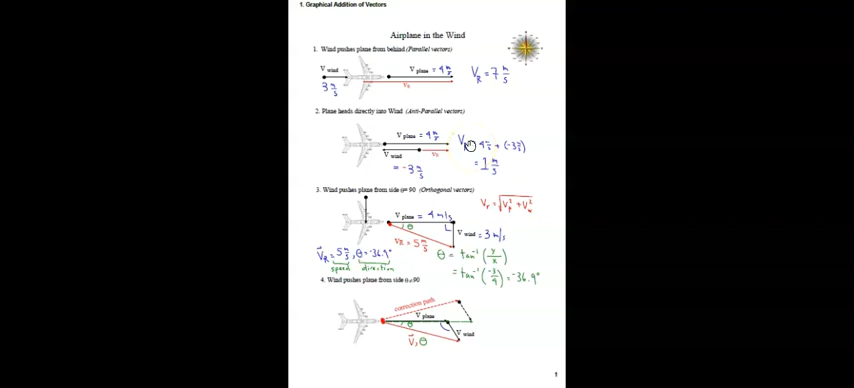 1. Graphical Addition of Vectors
Airplane in the Wind
1. Wind pushes plane from behind (Parallel vectors)
V wind
3 m/s
V plane = 4 m/s
V_R
V_R = 7 m/s
2. Plane heads directly into Wind (Anti-Parallel vectors)
V plane = 4 m/s
V wind
V_R
= -3 m/s
4 m/s + (-3 m/s)
= 1 m/s
3. Wind pushes plane from side θ= 90 (Orthogonal vectors)
V_r = √V_p² + V_w²
V plane = 4 m/s
θ
V wind = 3 m/s
V_R = 5 m/s
V_R = 5 m/s, θ = -36.9°
speed direction
θ = tan⁻¹ (y/x)
= tan⁻¹ (-3/4) = -36.9°
4. Wind pushes plane from side θ≠90
correction path
V plane
θ
V wind
V, θ
1